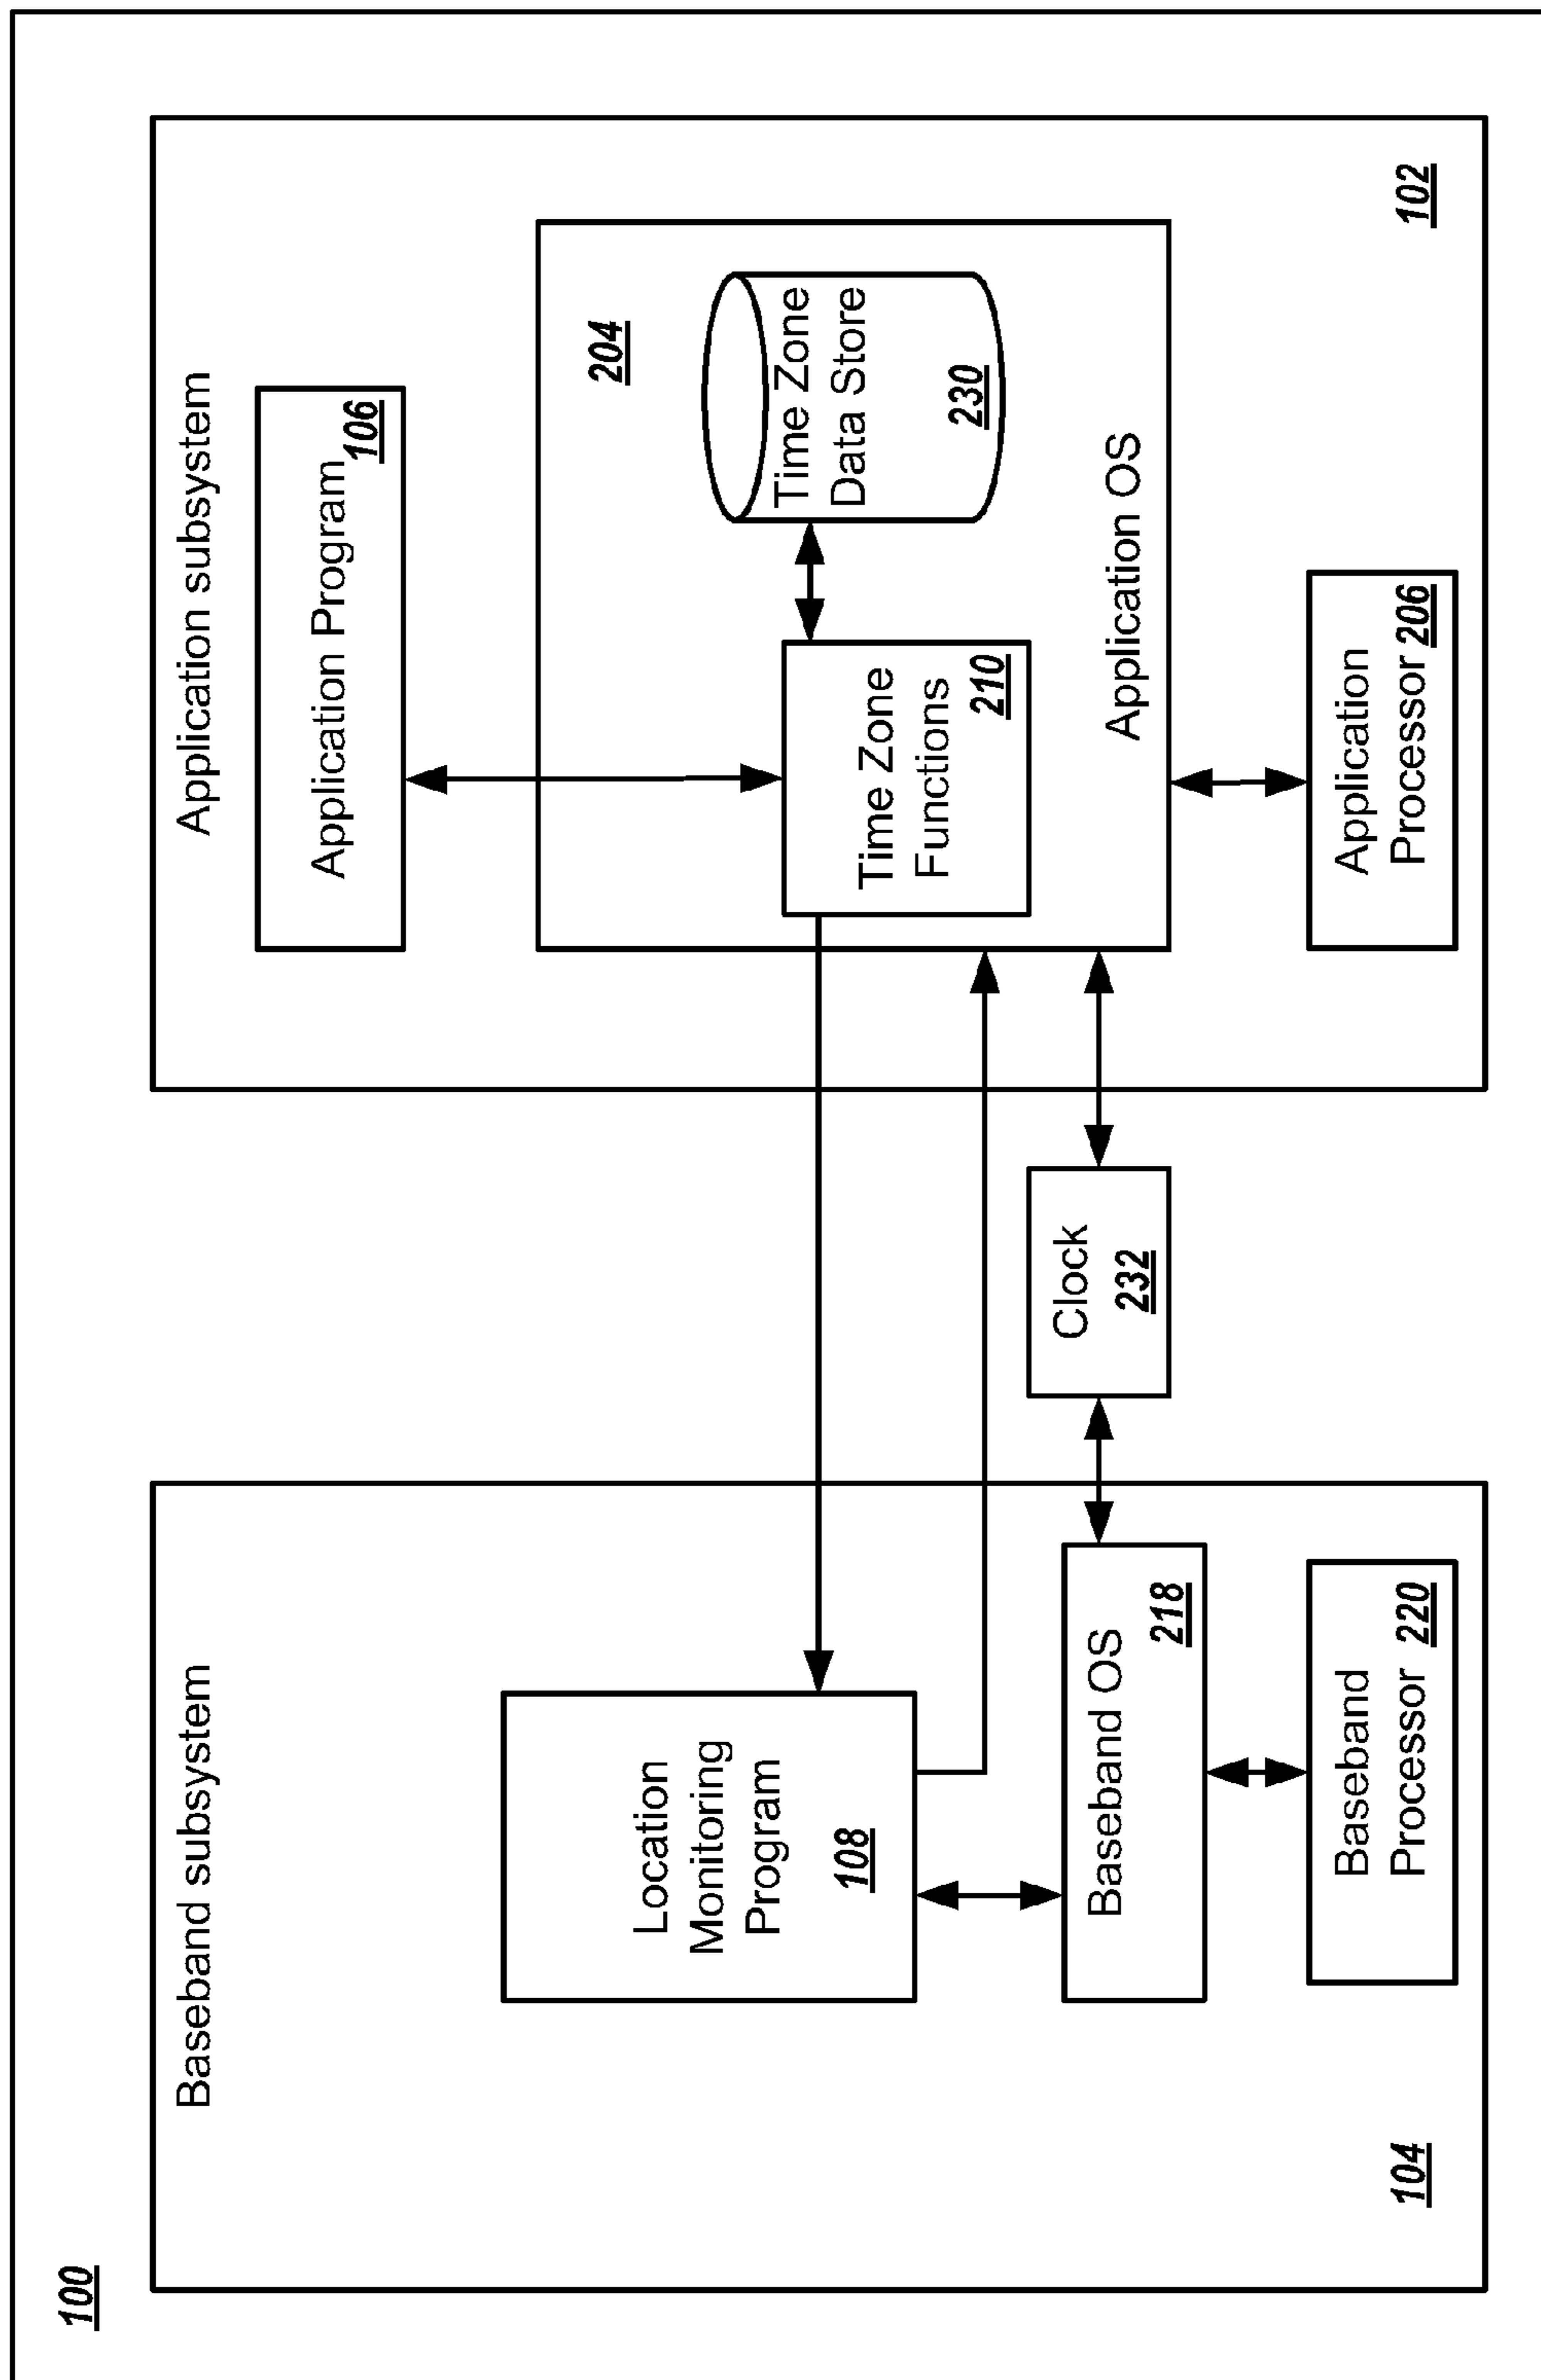 100
Baseband subsystem
Location
Monitoring
Program
108
Baseband OS
218
Baseband
Processor 220
104
Clock
232
Application subsystem
Application Program
106
204
Time Zone
Data Store
230
Time Zone
Functions
210
Application OS
Application
Processor 206
102